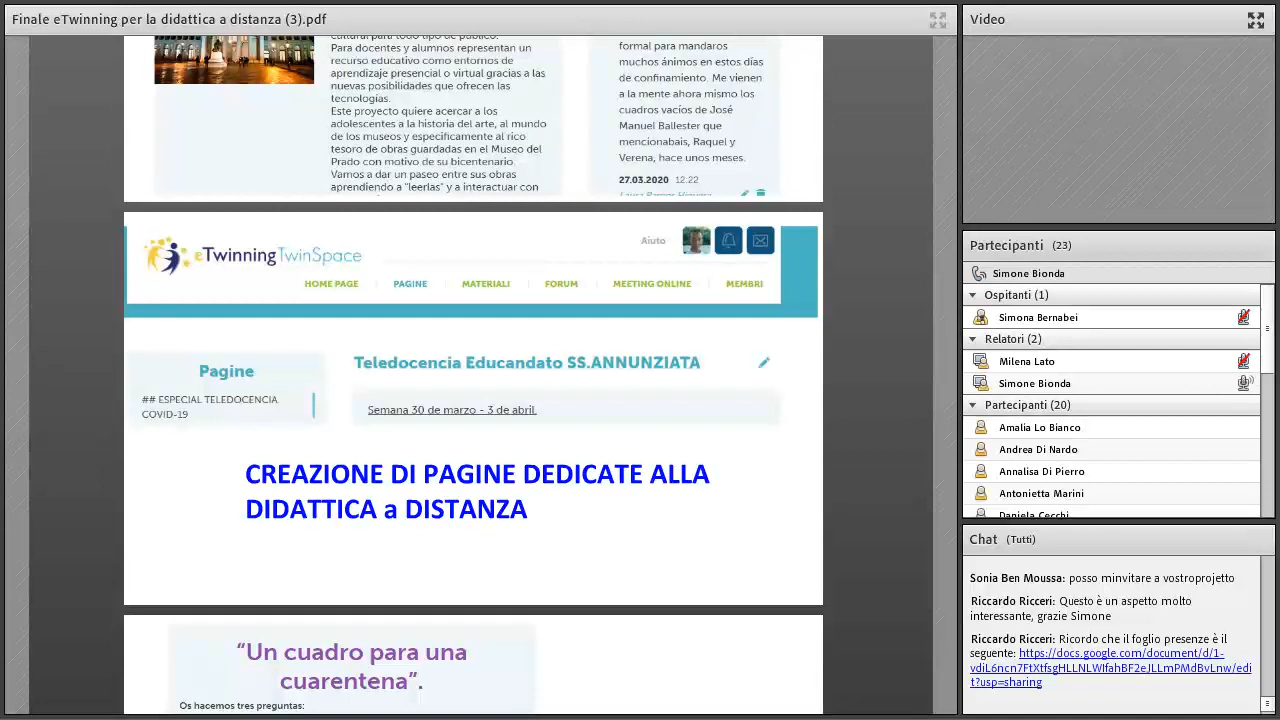 Finale eTwinning per la didattica a distanza (3).pdf
cultural para todo tipo de público.
Para docentes y alumnos representan un
recurso educativo como entornos de
aprendizaje presencial o virtual gracias a las
nuevas posibilidades que ofrecen las
tecnologías.
Este proyecto quiere acercar a los
adolescentes a la historia del arte, al mundo
de los museos y especificamente al rico
tesoro de obras guardadas en el Museo del
Prado con motivo de su bicentenario.
Vamos a dar un paseo entre sus obras
aprendiendo a "leerlas" y a interactuar con
formal para mandaros
muchos ánimos en estos días
de confinamiento. Me vienen
a la mente ahora mismo los
cuadros vacíos de José
Manuel Ballester que
mencionabais, Raquel y
Verena, hace unos meses.
27.03.2020 12:22
eTwinning TwinSpace
Aiuto
HOME PAGE
PAGINE
MATERIALI
FORUM
MEETING ONLINE
MEMBRI
Pagine
## ESPECIAL TELEDOCENCIA
COVID-19
Teledocencia Educandato SS.ANNUNZIATA
Semana 30 de marzo - 3 de abril.
CREAZIONE DI PAGINE DEDICATE ALLA
DIDATTICA a DISTANZA
“Un cuadro para una
cuarentena”.
Os hacemos tres preguntas:
Video
Partecipanti (23)
Simone Bionda
Ospitanti (1)
Simona Bernabei
Relatori (2)
Milena Lato
Simone Bionda
Partecipanti (20)
Amalia Lo Bianco
Andrea Di Nardo
Annalisa Di Pierro
Antonietta Marini
Daniela Cecchi
Chat (Tutti)
Sonia Ben Moussa: posso minvitare a vostroprojetto
Riccardo Ricceri: Questo è un aspetto molto
interessante, grazie Simone
Riccardo Ricceri: Ricordo che il foglio presenze è il
seguente: https://docs.google.com/document/d/1-
vdiL6ncn7FtXtfsgHLLNLWIfahBF2eJLLmPMdBvLnw/edi
t?usp=sharing